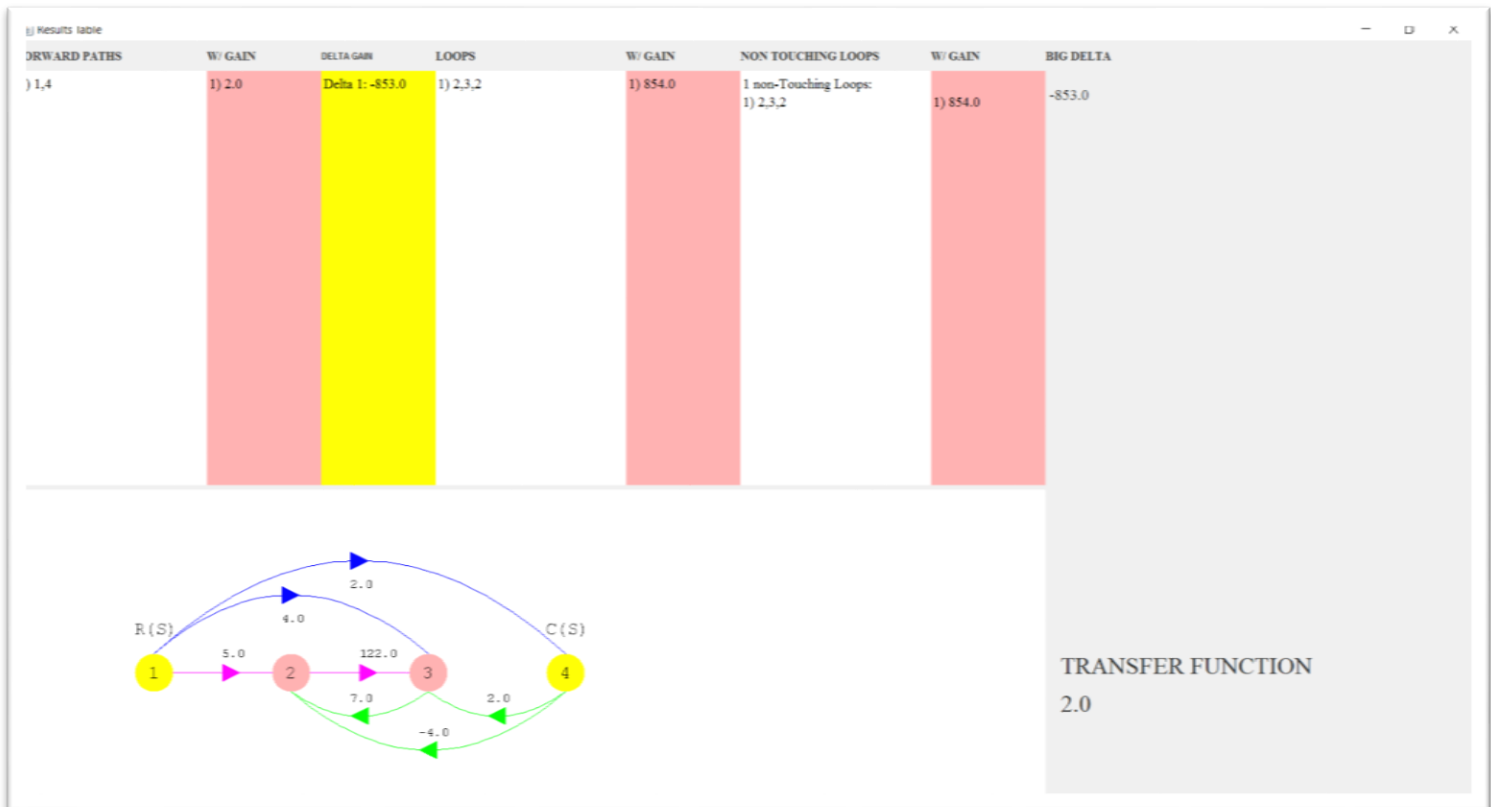 Results Table
ORWARD PATHS W/ GAIN DELTA GAIN LOOPS W/ GAIN NON TOUCHING LOOPS W/ GAIN BIG DELTA
) 1,4 1) 2.0 Delta 1: -853.0 1) 2,3,2 1) 854.0 1 non-Touching Loops:
1) 2,3,2 1) 854.0 -853.0
2.0
4.0
R(S) C(S)
5.0 122.0
1 2 3 4
7.0 2.0
-4.0
TRANSFER FUNCTION
2.0